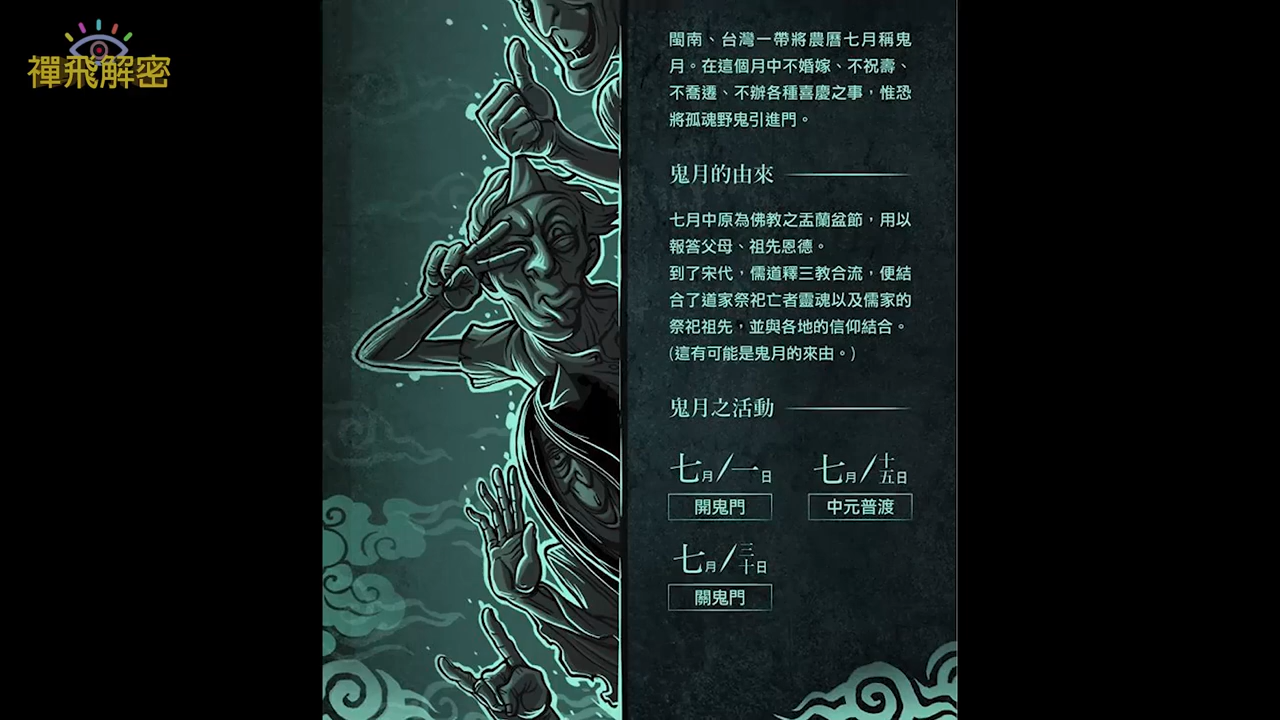 禪飛解密
閩南、台灣一帶將農曆七月稱鬼
月。在這個月中不婚嫁、不祝壽、
不喬遷、不辦各種喜慶之事，惟恐
將孤魂野鬼引進門。
鬼月的由來
七月中原為佛教之盂蘭盆節，用以
報答父母、祖先恩德。
到了宋代，儒道釋三教合流，便結
合了道家祭祀亡者靈魂以及儒家的
祭祀祖先，並與各地的信仰結合。
(這有可能是鬼月的來由。)
鬼月之活動
七月/一日
開鬼門
七月/十五日
中元普渡
七月/三十日
關鬼門